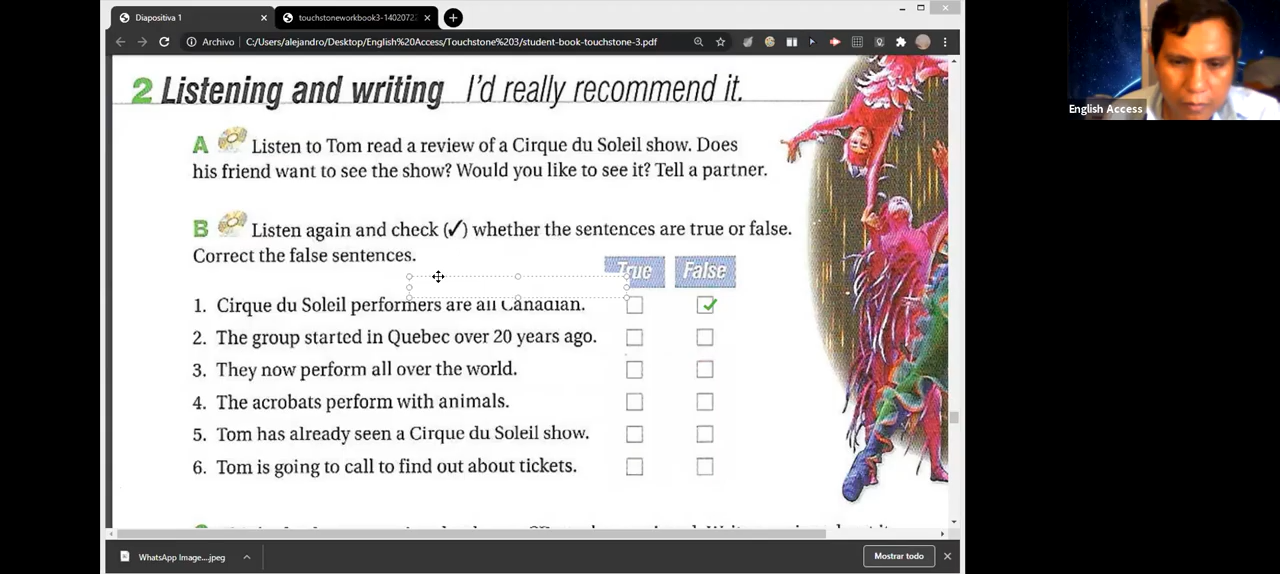 Diapositiva 1
touchstoneworkbook3-14020722
Archivo C:/Users/alejandro/Desktop/English%20Access/Touchstone%203/student-book-touchstone-3.pdf
English Access
2 Listening and writing I'd really recommend it.
A Listen to Tom read a review of a Cirque du Soleil show. Does
his friend want to see the show? Would you like to see it? Tell a partner.
B Listen again and check (✓) whether the sentences are true or false.
Correct the false sentences.
True False
1. Cirque du Soleil performers are all Canadian.
2. The group started in Quebec over 20 years ago.
3. They now perform all over the world.
4. The acrobats perform with animals.
5. Tom has already seen a Cirque du Soleil show.
6. Tom is going to call to find out about tickets.
WhatsApp Image....jpeg
Mostrar todo